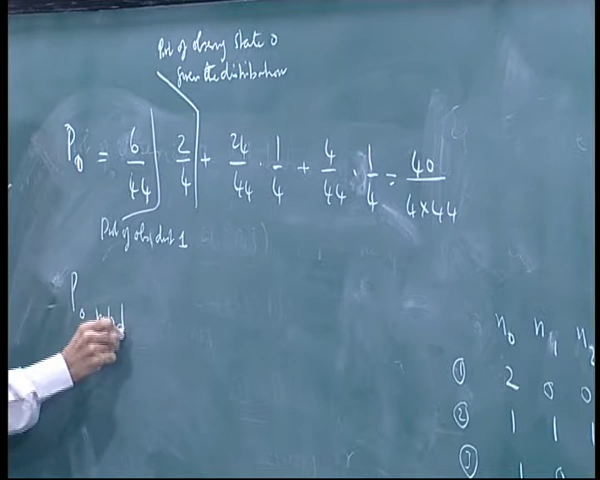 Prob of observing state 0
given the distribution
P₀ = 6/44 | 2/4 | + 24/44 · 1/4 + 4/44 · 1/4 = 40/(4×44)
Prob of obs dist 1
P₀
n₀ n₁ n₂
① 2 0 0
② 1 1 1
③ 1 0